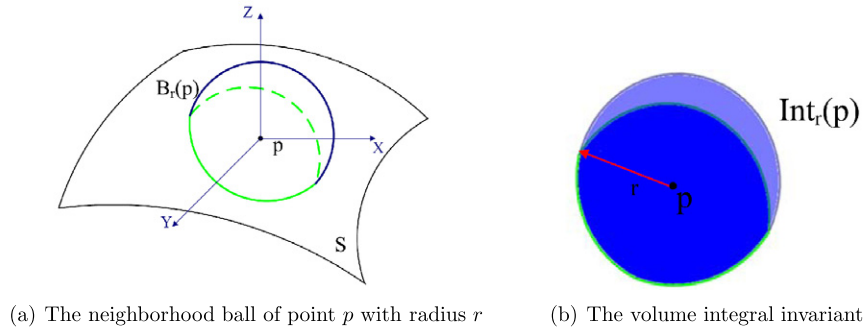 Z
B_r(p)
p
X
Y
S
Int_r(p)
r
p
(a) The neighborhood ball of point p with radius r
(b) The volume integral invariant